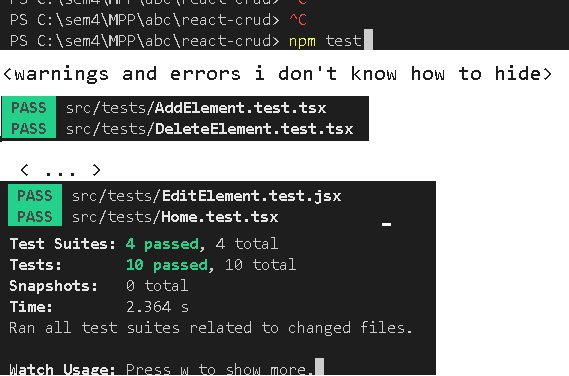 PS C:\sem4\MPP\abc\react-crud> ^C
PS C:\sem4\MPP\abc\react-crud> ^C
PS C:\sem4\MPP\abc\react-crud> npm test
<warnings and errors i don't know how to hide>
PASS src/tests/AddElement.test.tsx
PASS src/tests/DeleteElement.test.tsx
< ... >
PASS src/tests/EditElement.test.jsx
PASS src/tests/Home.test.tsx
Test Suites: 4 passed, 4 total
Tests: 10 passed, 10 total
Snapshots: 0 total
Time: 2.364 s
Ran all test suites related to changed files.
Watch Usage: Press w to show more.